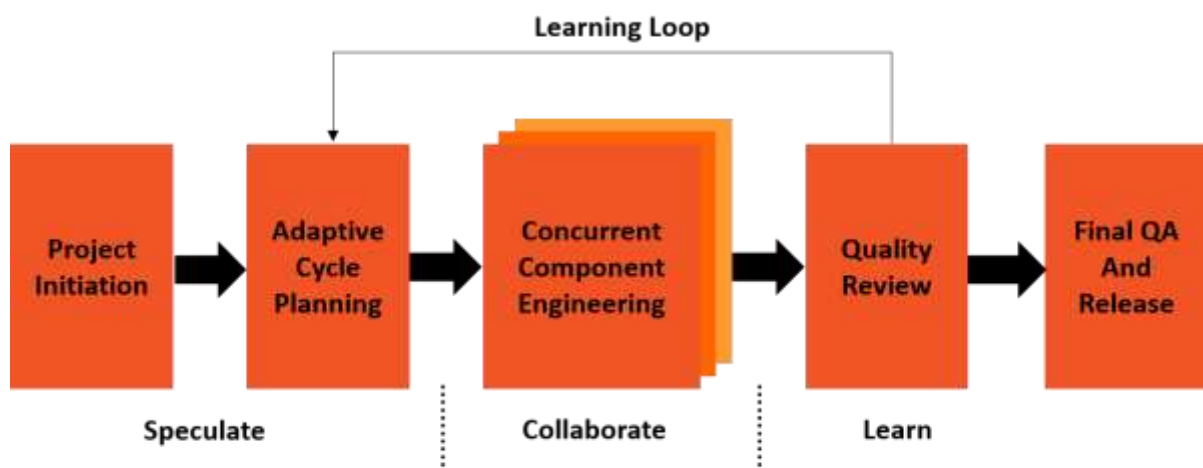 Learning Loop
Project
Initiation
Adaptive
Cycle
Planning
Concurrent
Component
Engineering
Quality
Review
Final QA
And
Release
Speculate
Collaborate
Learn